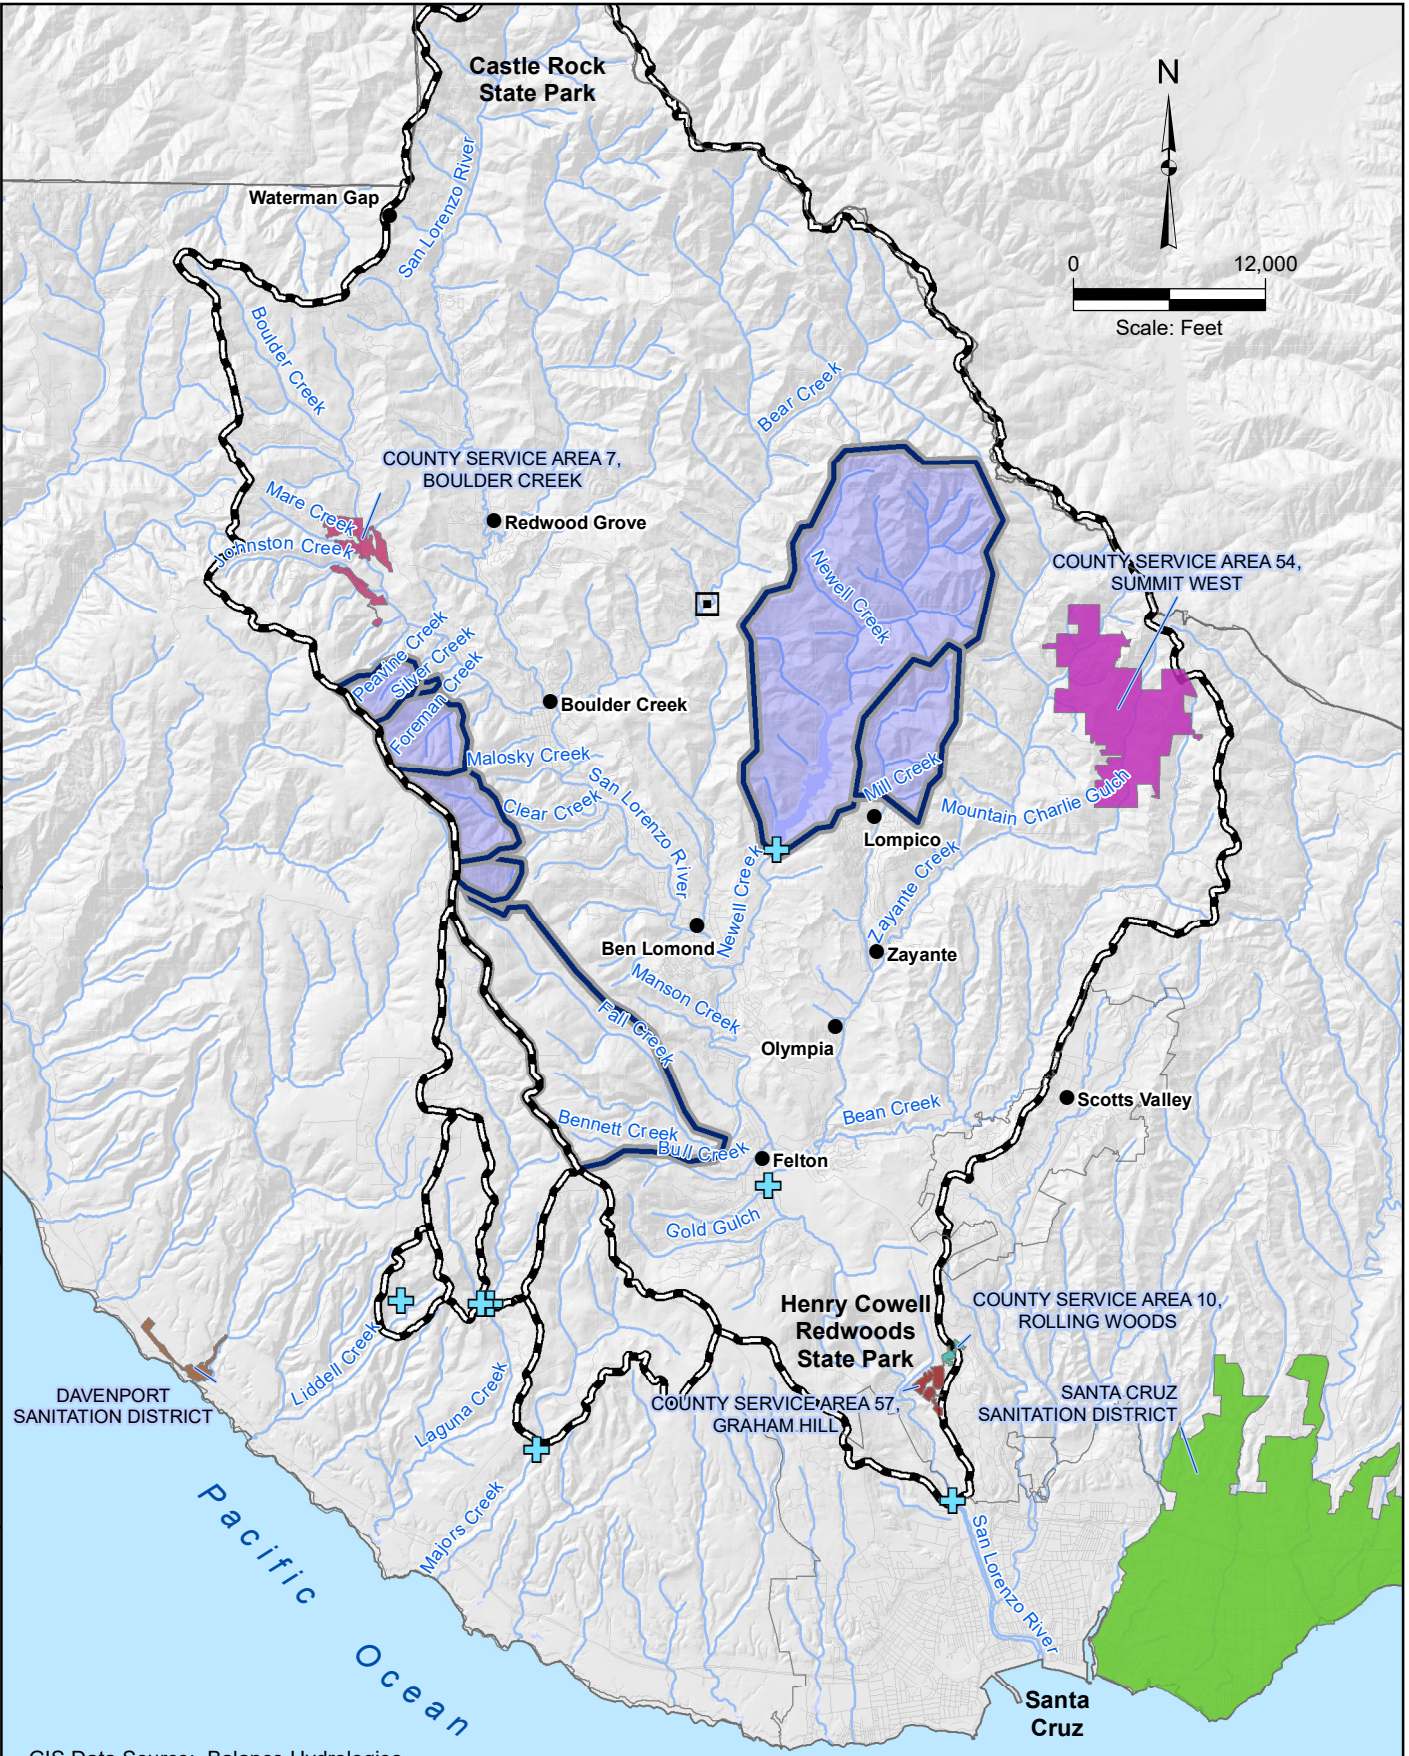 Castle Rock
State Park
N
Waterman Gap
San Lorenzo River
0 12,000
Scale: Feet
Boulder Creek
Bear Creek
COUNTY SERVICE AREA 7,
BOULDER CREEK
Mare Creek
Redwood Grove
Johnston Creek
Newell Creek
COUNTY SERVICE AREA 54,
SUMMIT WEST
Peavine Creek
Silver Creek
Foreman Creek
Boulder Creek
Malosky Creek
Clear Creek
San Lorenzo River
Mill Creek
Mountain Charlie Gulch
Lompico
Newell Creek
Zayante Creek
Ben Lomond
Zayante
Manson Creek
Fall Creek
Olympia
Bennett Creek
Bull Creek
Bean Creek
Scotts Valley
Felton
Gold Gulch
Henry Cowell
Redwoods
State Park
COUNTY SERVICE AREA 10,
ROLLING WOODS
Liddell Creek
Laguna Creek
DAVENPORT
SANITATION DISTRICT
COUNTY SERVICE AREA 57,
GRAHAM HILL
SANTA CRUZ
SANITATION DISTRICT
Majors Creek
San Lorenzo River
Pacific
Ocean
Santa
Cruz
GIS Data Source: Balance Hydrologics